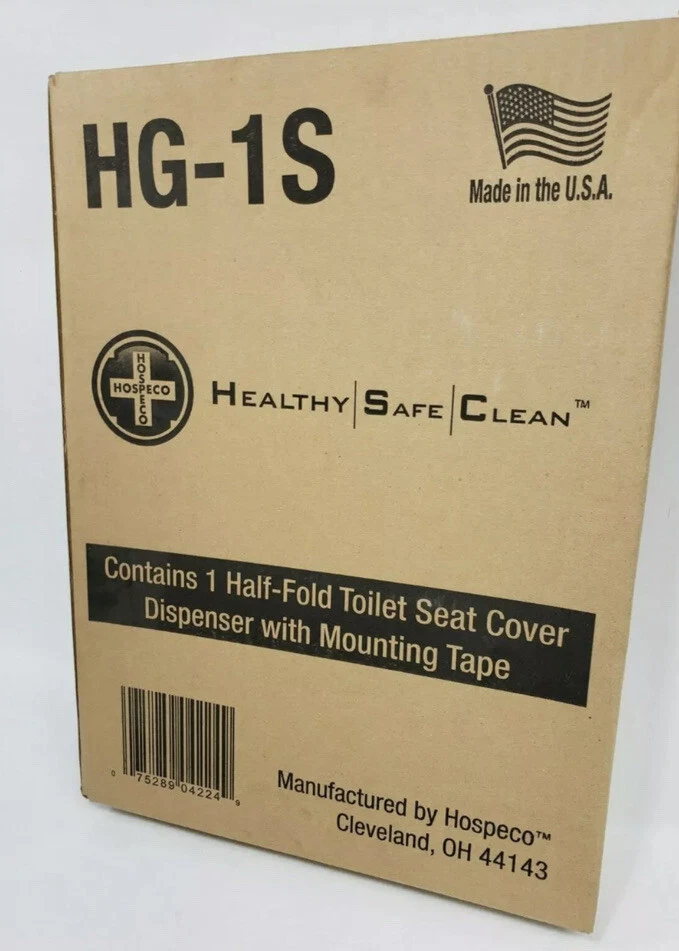 HG-1S
Made in the U.S.A.
HOSPECO
HOSPECO
HEALTHY|SAFE|CLEAN™
Contains 1 Half-Fold Toilet Seat Cover
Dispenser with Mounting Tape
0 75289 04224 9
Manufactured by Hospeco™
Cleveland, OH 44143